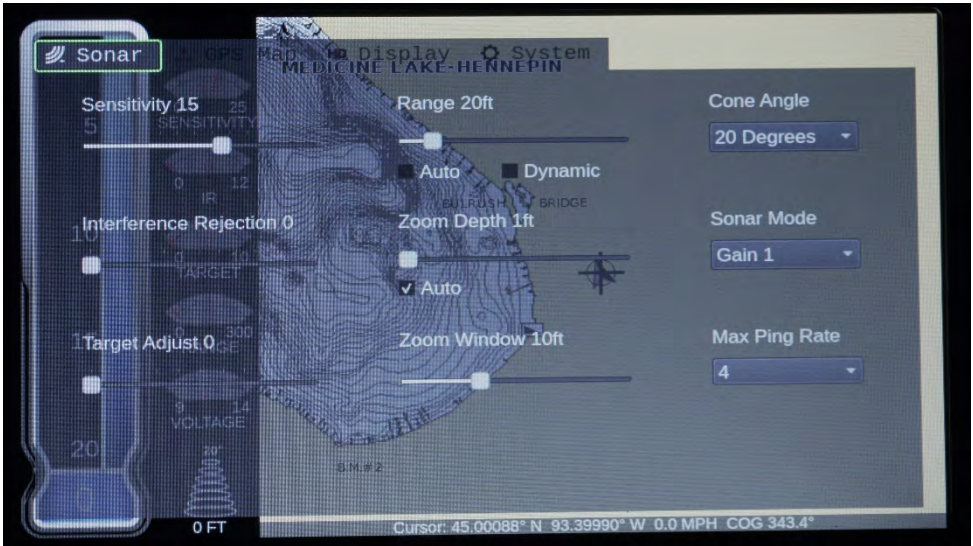 Sonar
GPS Map
Display
System
MEDICINE LAKE-HENNEPIN
Sensitivity 15
25
SENSITIVITY
Range 20ft
Cone Angle
5
20 Degrees
Auto
Dynamic
0 12
IR
BULRUSH
BRIDGE
Interference Rejection 0
Zoom Depth 1ft
Sonar Mode
10
0 10
TARGET
Gain 1
Auto
0 300
Target Adjust 0
Zoom Window 10ft
Max Ping Rate
4
9 14
VOLTAGE
20
20°
B.M.#2
0
0 FT
Cursor: 45.00088° N 93.39990° W 0.0 MPH COG 343.4°